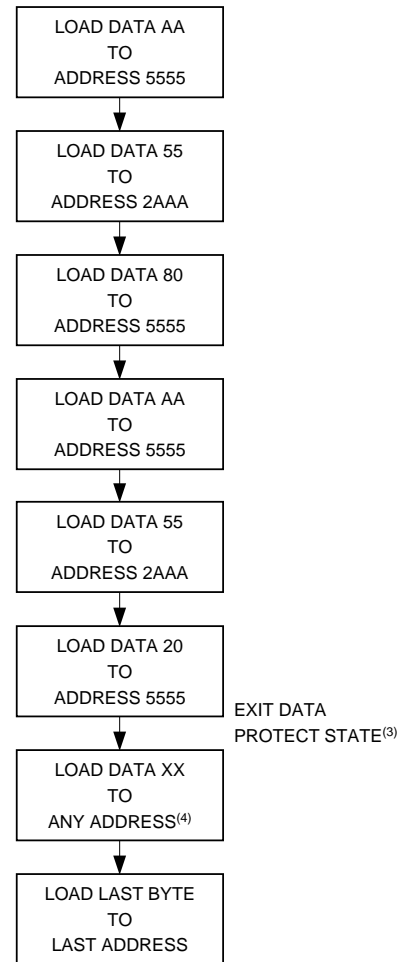 LOAD DATA AA
TO
ADDRESS 5555
LOAD DATA 55
TO
ADDRESS 2AAA
LOAD DATA 80
TO
ADDRESS 5555
LOAD DATA AA
TO
ADDRESS 5555
LOAD DATA 55
TO
ADDRESS 2AAA
LOAD DATA 20
TO
ADDRESS 5555
EXIT DATA
PROTECT STATE(3)
LOAD DATA XX
TO
ANY ADDRESS(4)
LOAD LAST BYTE
TO
LAST ADDRESS